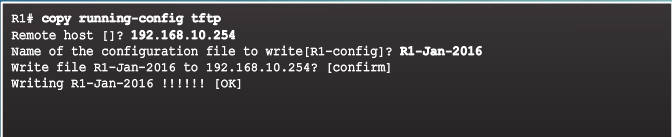 R1# copy running-config tftp
Remote host []? 192.168.10.254
Name of the configuration file to write[R1-config]? R1-Jan-2016
Write file R1-Jan-2016 to 192.168.10.254? [confirm]
Writing R1-Jan-2016 !!!!!! [OK]